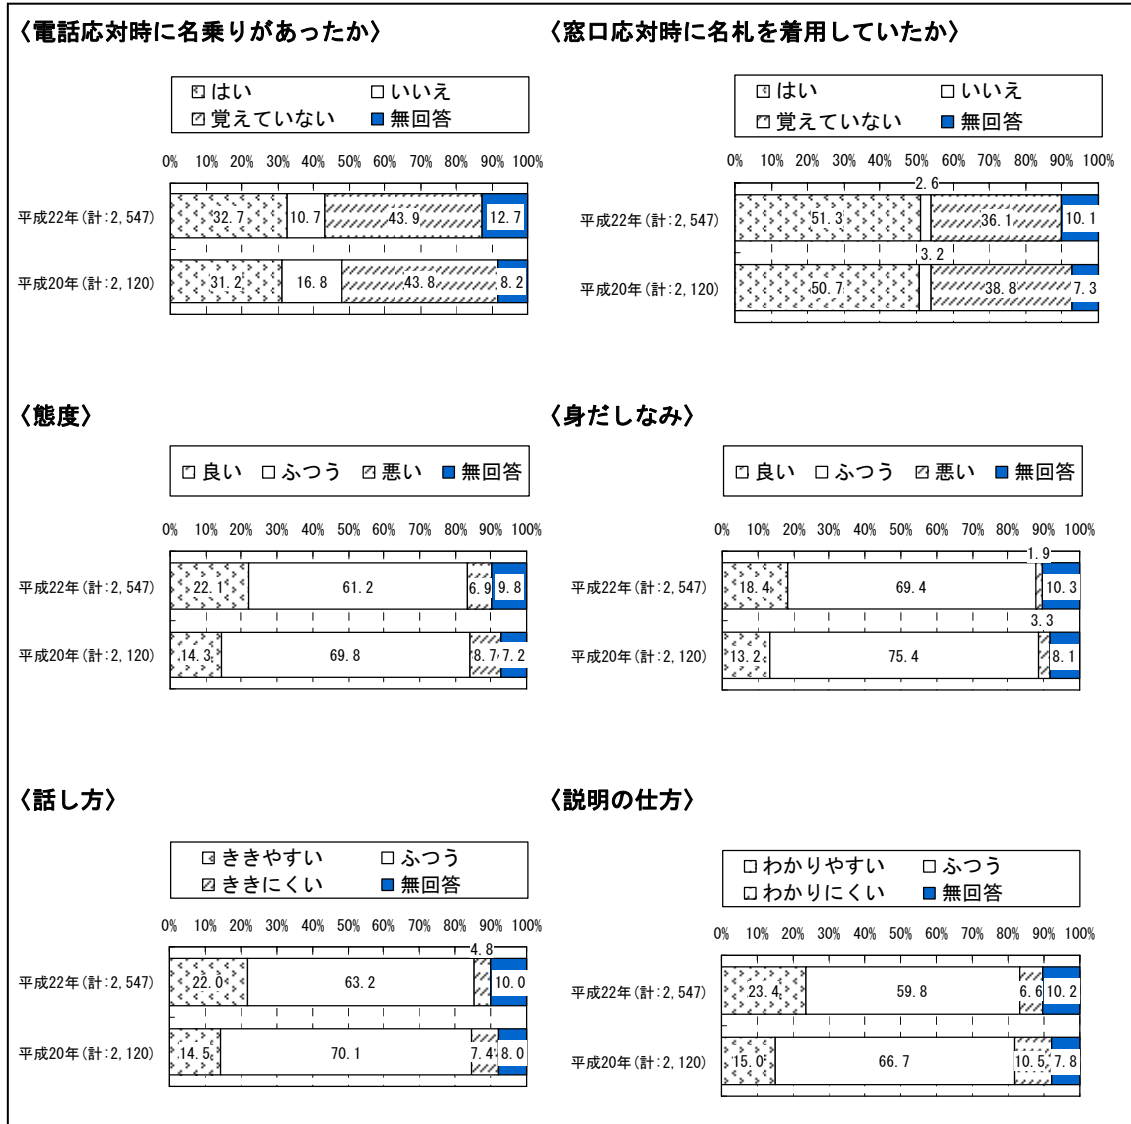 〈電話応対時に名乗りがあったか〉
はい いいえ
覚えていない 無回答
0% 10% 20% 30% 40% 50% 60% 70% 80% 90% 100%
平成22年(計:2,547) 32.7 10.7 43.9 12.7
平成20年(計:2,120) 31.2 16.8 43.8 8.2
〈窓口応対時に名札を着用していたか〉
はい いいえ
覚えていない 無回答
0% 10% 20% 30% 40% 50% 60% 70% 80% 90% 100%
2.6
平成22年(計:2,547) 51.3 36.1 10.1
3.2
平成20年(計:2,120) 50.7 38.8 7.3
〈態度〉
良い ふつう 悪い 無回答
0% 10% 20% 30% 40% 50% 60% 70% 80% 90% 100%
平成22年(計:2,547) 22.1 61.2 6.9 9.8
平成20年(計:2,120) 14.3 69.8 8.7 7.2
〈身だしなみ〉
良い ふつう 悪い 無回答
0% 10% 20% 30% 40% 50% 60% 70% 80% 90% 100%
1.9
平成22年(計:2,547) 18.4 69.4 10.3
3.3
平成20年(計:2,120) 13.2 75.4 8.1
〈話し方〉
ききやすい ふつう
ききにくい 無回答
0% 10% 20% 30% 40% 50% 60% 70% 80% 90% 100%
4.8
平成22年(計:2,547) 22.0 63.2 10.0
平成20年(計:2,120) 14.5 70.1 7.4 8.0
〈説明の仕方〉
わかりやすい ふつう
わかりにくい 無回答
0% 10% 20% 30% 40% 50% 60% 70% 80% 90% 100%
平成22年(計:2,547) 23.4 59.8 6.6 10.2
平成20年(計:2,120) 15.0 66.7 10.5 7.8